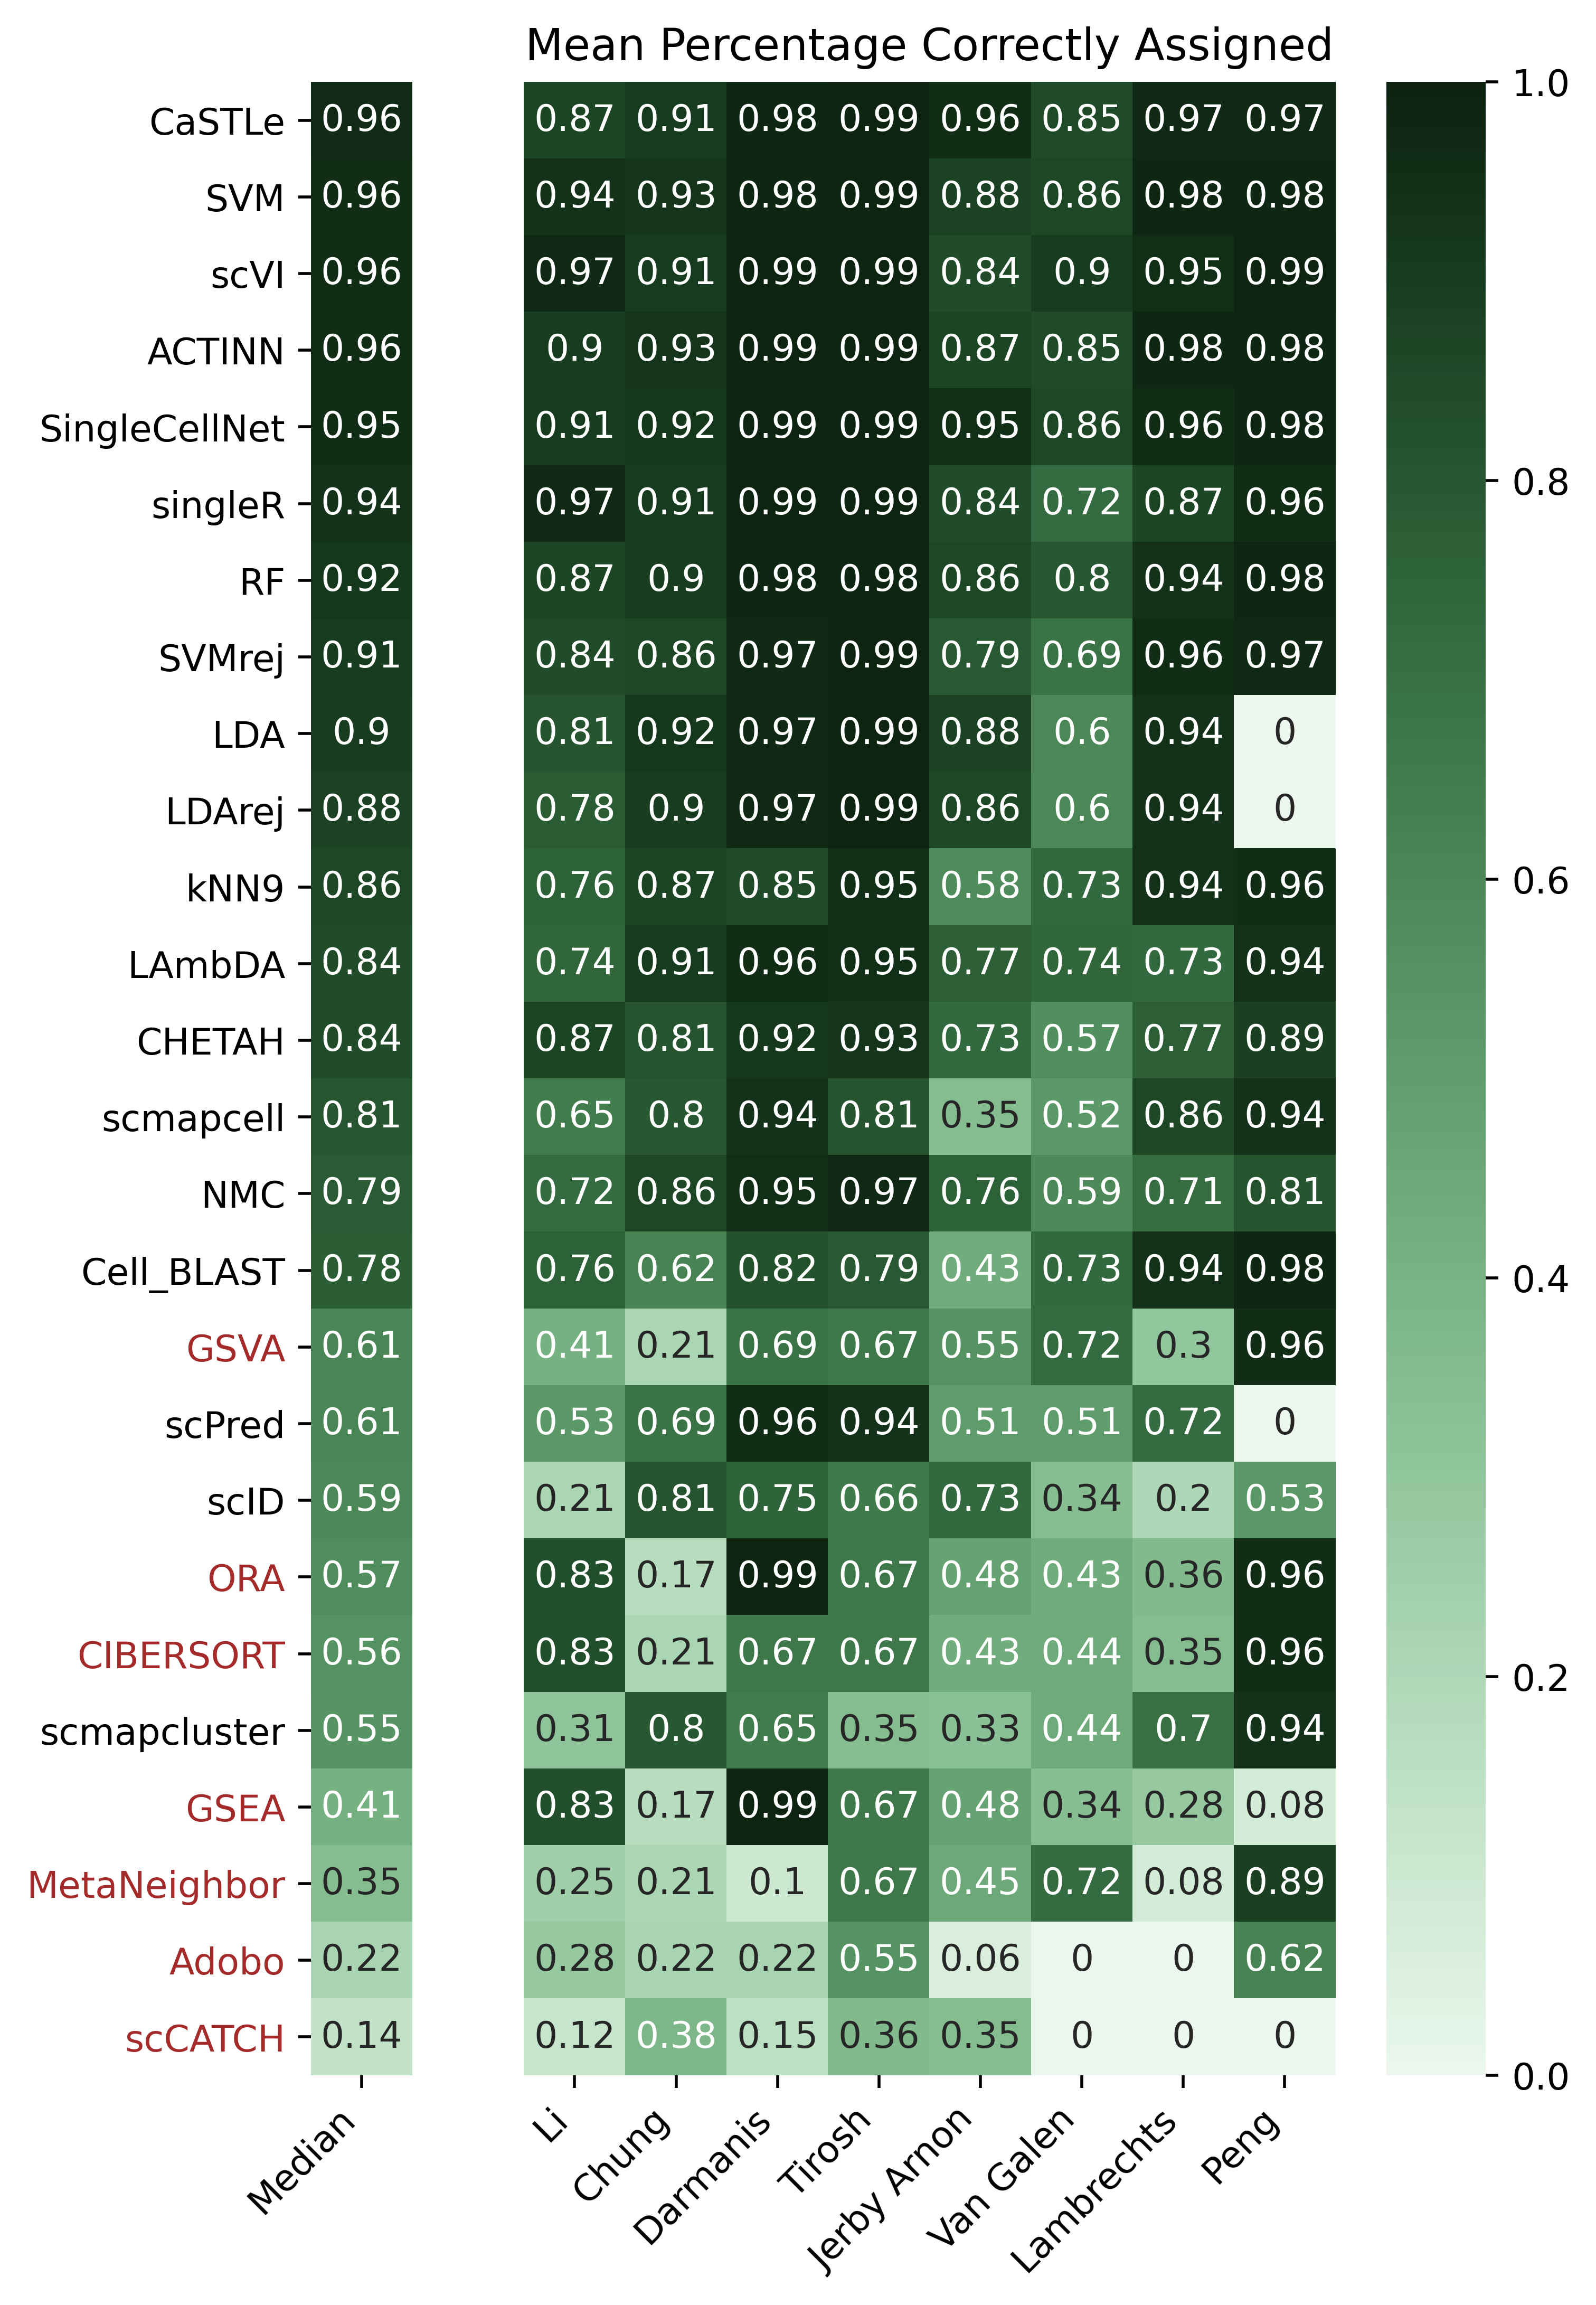 Mean Percentage Correctly Assigned
CaSTLe 0.96 0.87 0.91 0.98 0.99 0.96 0.85 0.97 0.97 1.0
SVM 0.96 0.94 0.93 0.98 0.99 0.88 0.86 0.98 0.98
scVI 0.96 0.97 0.91 0.99 0.99 0.84 0.9 0.95 0.99
ACTINN 0.96 0.9 0.93 0.99 0.99 0.87 0.85 0.98 0.98
SingleCellNet 0.95 0.91 0.92 0.99 0.99 0.95 0.86 0.96 0.98
singleR 0.94 0.97 0.91 0.99 0.99 0.84 0.72 0.87 0.96 0.8
RF 0.92 0.87 0.9 0.98 0.98 0.86 0.8 0.94 0.98
SVMrej 0.91 0.84 0.86 0.97 0.99 0.79 0.69 0.96 0.97
LDA 0.9 0.81 0.92 0.97 0.99 0.88 0.6 0.94 0
LDArej 0.88 0.78 0.9 0.97 0.99 0.86 0.6 0.94 0
kNN9 0.86 0.76 0.87 0.85 0.95 0.58 0.73 0.94 0.96 0.6
LAmbDA 0.84 0.74 0.91 0.96 0.95 0.77 0.74 0.73 0.94
CHETAH 0.84 0.87 0.81 0.92 0.93 0.73 0.57 0.77 0.89
scmapcell 0.81 0.65 0.8 0.94 0.81 0.35 0.52 0.86 0.94
NMC 0.79 0.72 0.86 0.95 0.97 0.76 0.59 0.71 0.81
Cell_BLAST 0.78 0.76 0.62 0.82 0.79 0.43 0.73 0.94 0.98 0.4
GSVA 0.61 0.41 0.21 0.69 0.67 0.55 0.72 0.3 0.96
scPred 0.61 0.53 0.69 0.96 0.94 0.51 0.51 0.72 0
scID 0.59 0.21 0.81 0.75 0.66 0.73 0.34 0.2 0.53
ORA 0.57 0.83 0.17 0.99 0.67 0.48 0.43 0.36 0.96
CIBERSORT 0.56 0.83 0.21 0.67 0.67 0.43 0.44 0.35 0.96 0.2
scmapcluster 0.55 0.31 0.8 0.65 0.35 0.33 0.44 0.7 0.94
GSEA 0.41 0.83 0.17 0.99 0.67 0.48 0.34 0.28 0.08
MetaNeighbor 0.35 0.25 0.21 0.1 0.67 0.45 0.72 0.08 0.89
Adobo 0.22 0.28 0.22 0.22 0.55 0.06 0 0 0.62
scCATCH 0.14 0.12 0.38 0.15 0.36 0.35 0 0 0 0.0
Median Li Chung Darmanis Tirosh Jerby Arnon Van Galen Lambrechts Peng